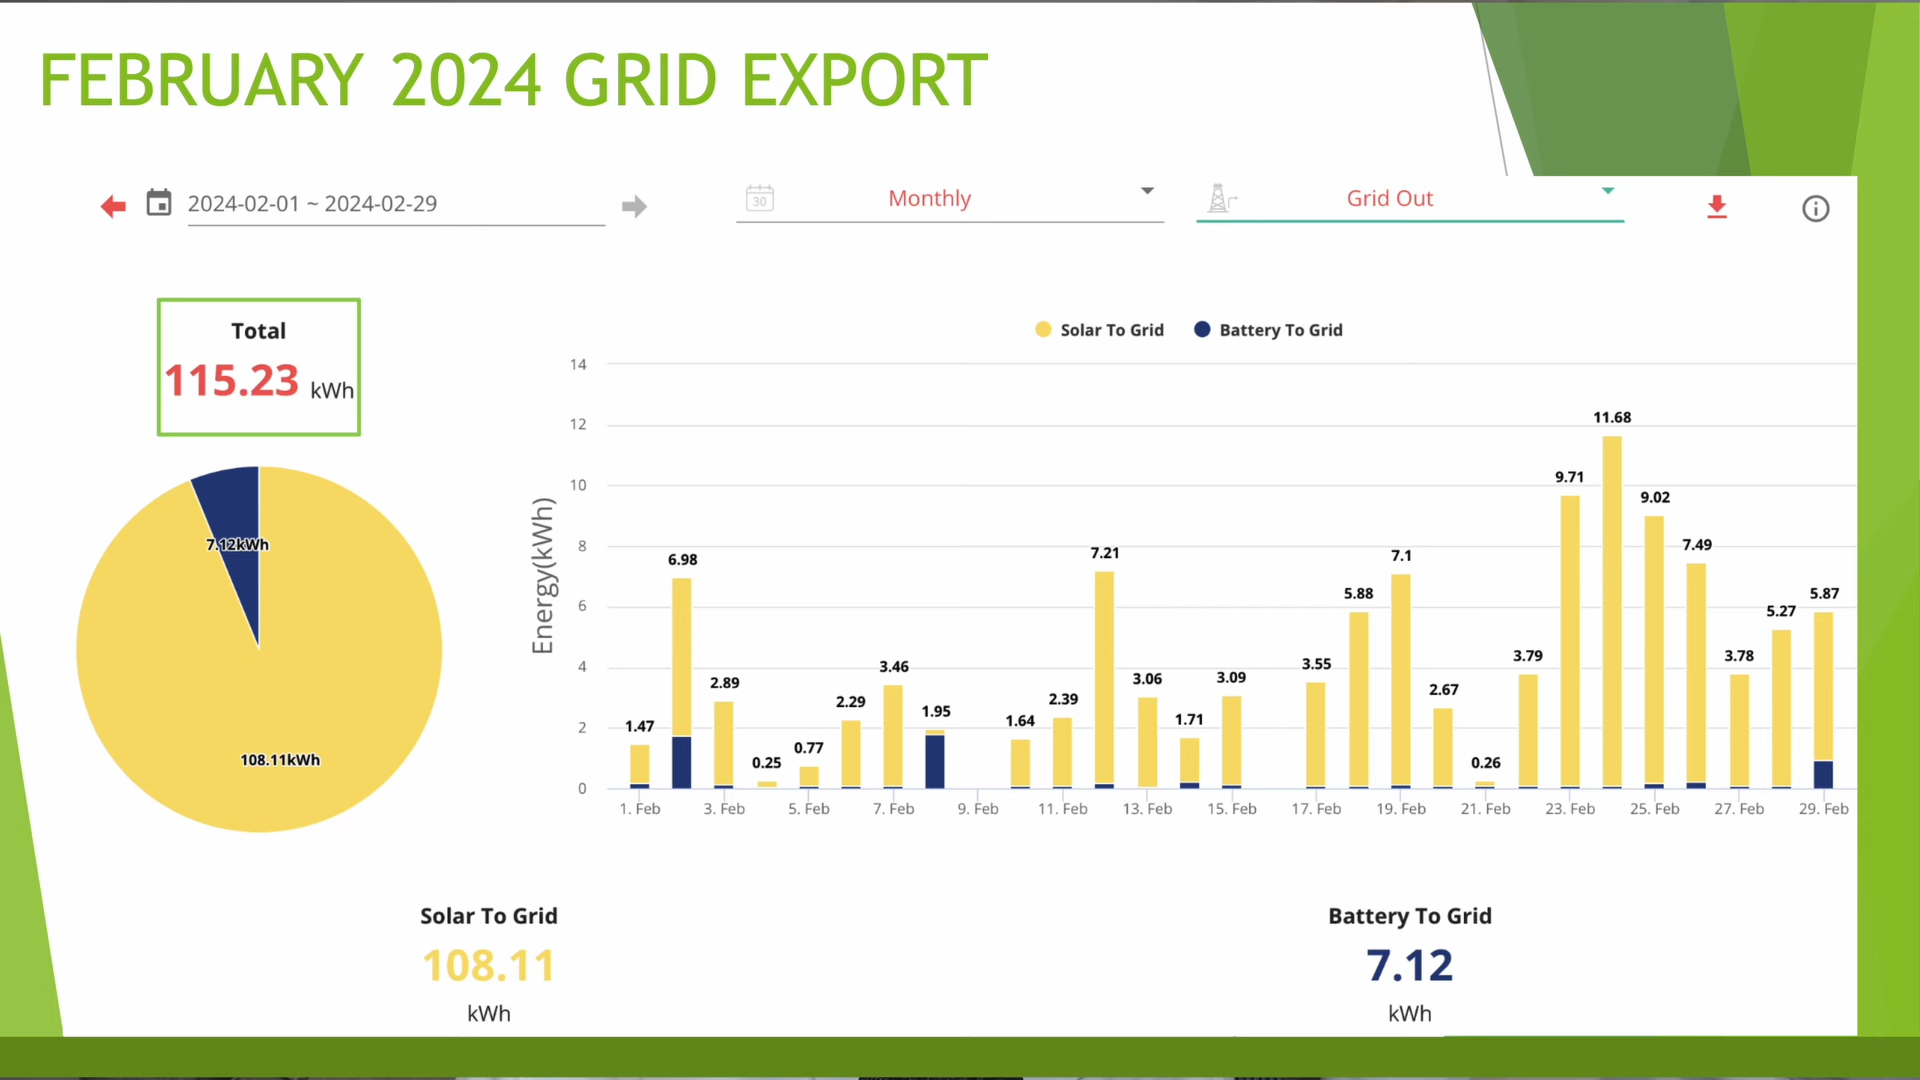 FEBRUARY 2024 GRID EXPORT
2024-02-01 ~ 2024-02-29
30
Monthly
Grid Out
Total
115.23 kWh
7.12kWh
108.11kWh
Solar To Grid
Battery To Grid
Energy(kWh)
14
12
10
8
6
4
2
0
1.47
6.98
2.89
0.25
0.77
2.29
3.46
1.95
1.64
2.39
7.21
3.06
1.71
3.09
3.55
5.88
7.1
2.67
0.26
3.79
9.71
11.68
9.02
7.49
3.78
5.27
5.87
1. Feb
3. Feb
5. Feb
7. Feb
9. Feb
11. Feb
13. Feb
15. Feb
17. Feb
19. Feb
21. Feb
23. Feb
25. Feb
27. Feb
29. Feb
Solar To Grid
108.11
kWh
Battery To Grid
7.12
kWh